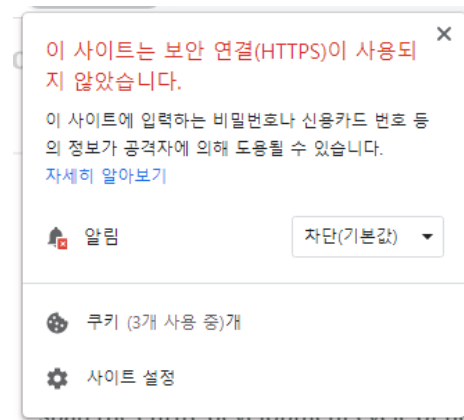 이 사이트는 보안 연결(HTTPS)이 사용되
지 않았습니다.
이 사이트에 입력하는 비밀번호나 신용카드 번호 등
의 정보가 공격자에 의해 도용될 수 있습니다.
자세히 알아보기
알림
차단(기본값)
쿠키 (3개 사용 중)개
사이트 설정